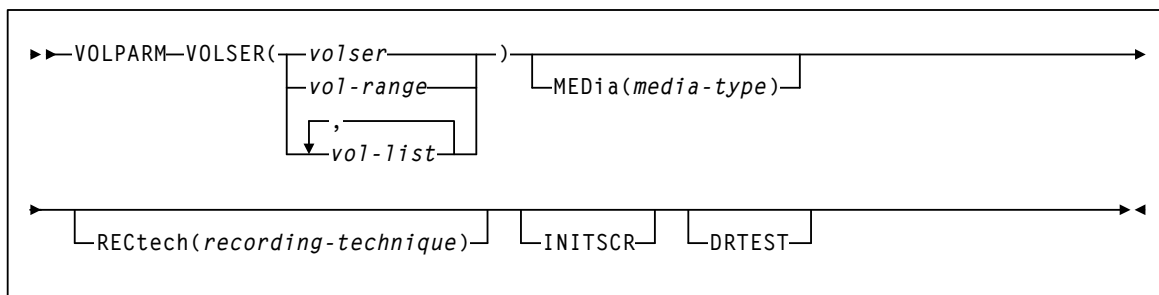 VOLPARM VOLSER( volser )
vol-range MEDia(media-type)
,
vol-list
RECtech(recording-technique) INITSCR DRTEST